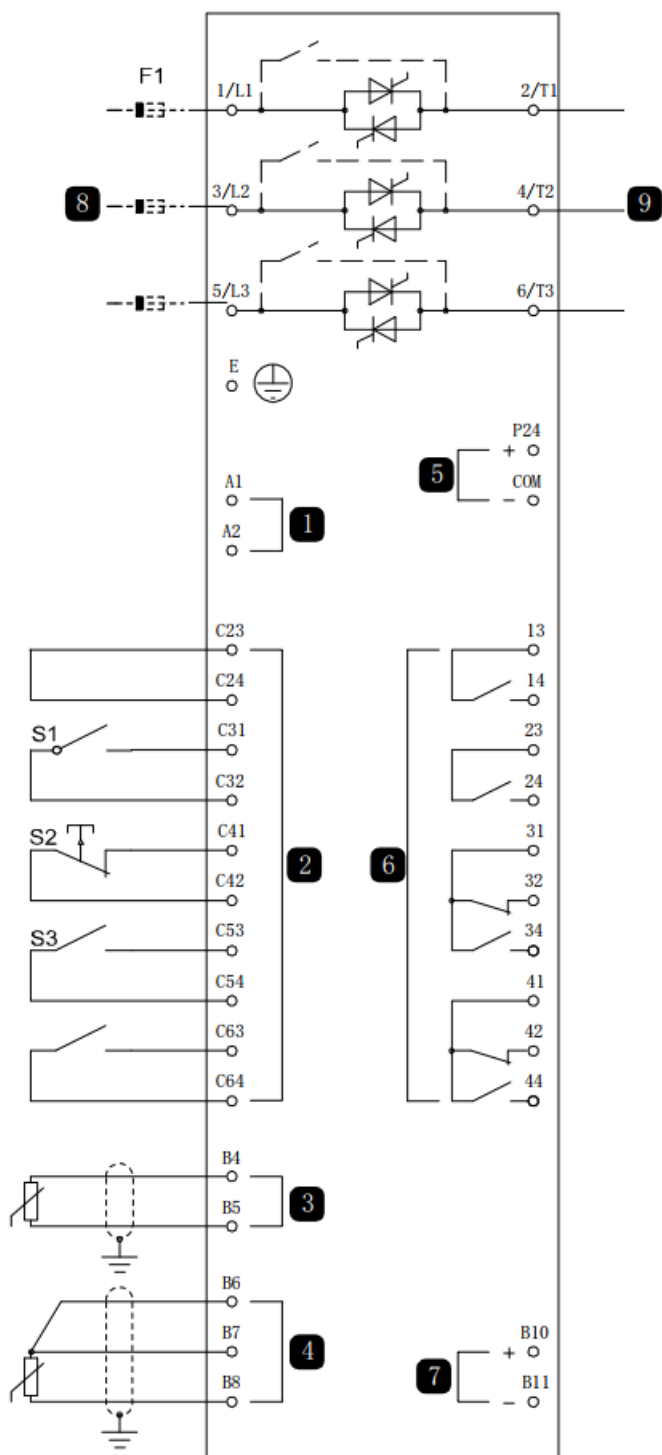 F1
1/L1 2/T1
8 3/L2 4/T2 9
5/L3 6/T3
E
P24
+
5 COM
-
A1
1
A2
C23 13
C24 14
S1 C31 23
C32 24
S2 C41 31
2 6
C42 32
S3 C53 34
C54 41
C63 42
C64 44
B4
3
B5
B6
B7 B10
4 7 +
B8 B11
-